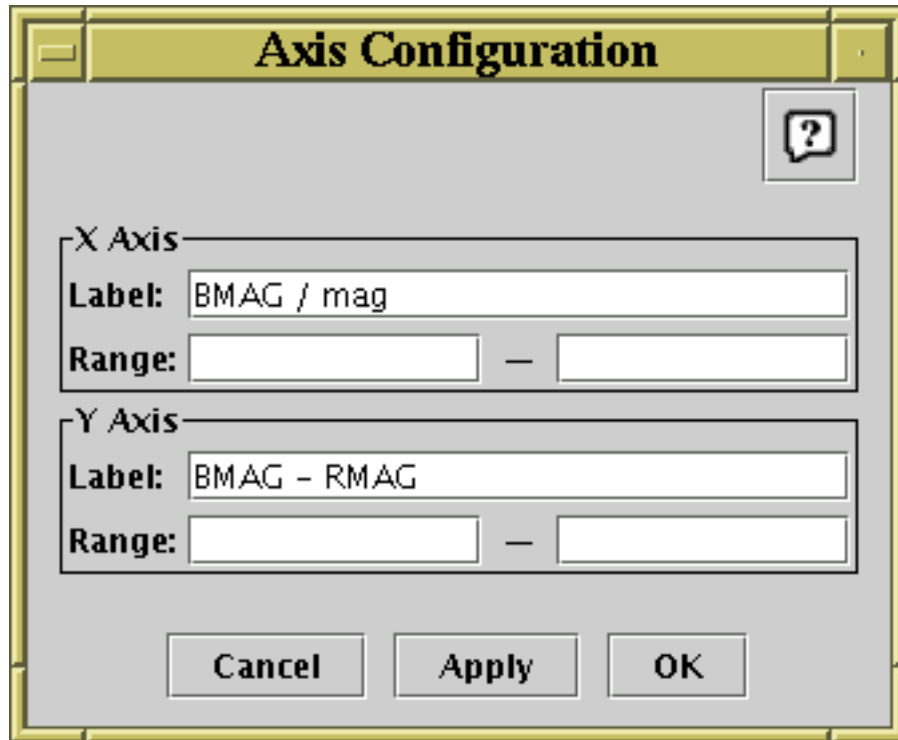 Axis Configuration
?
X Axis
Label: BMAG / mag
Range: –
Y Axis
Label: BMAG – RMAG
Range: –
Cancel Apply OK